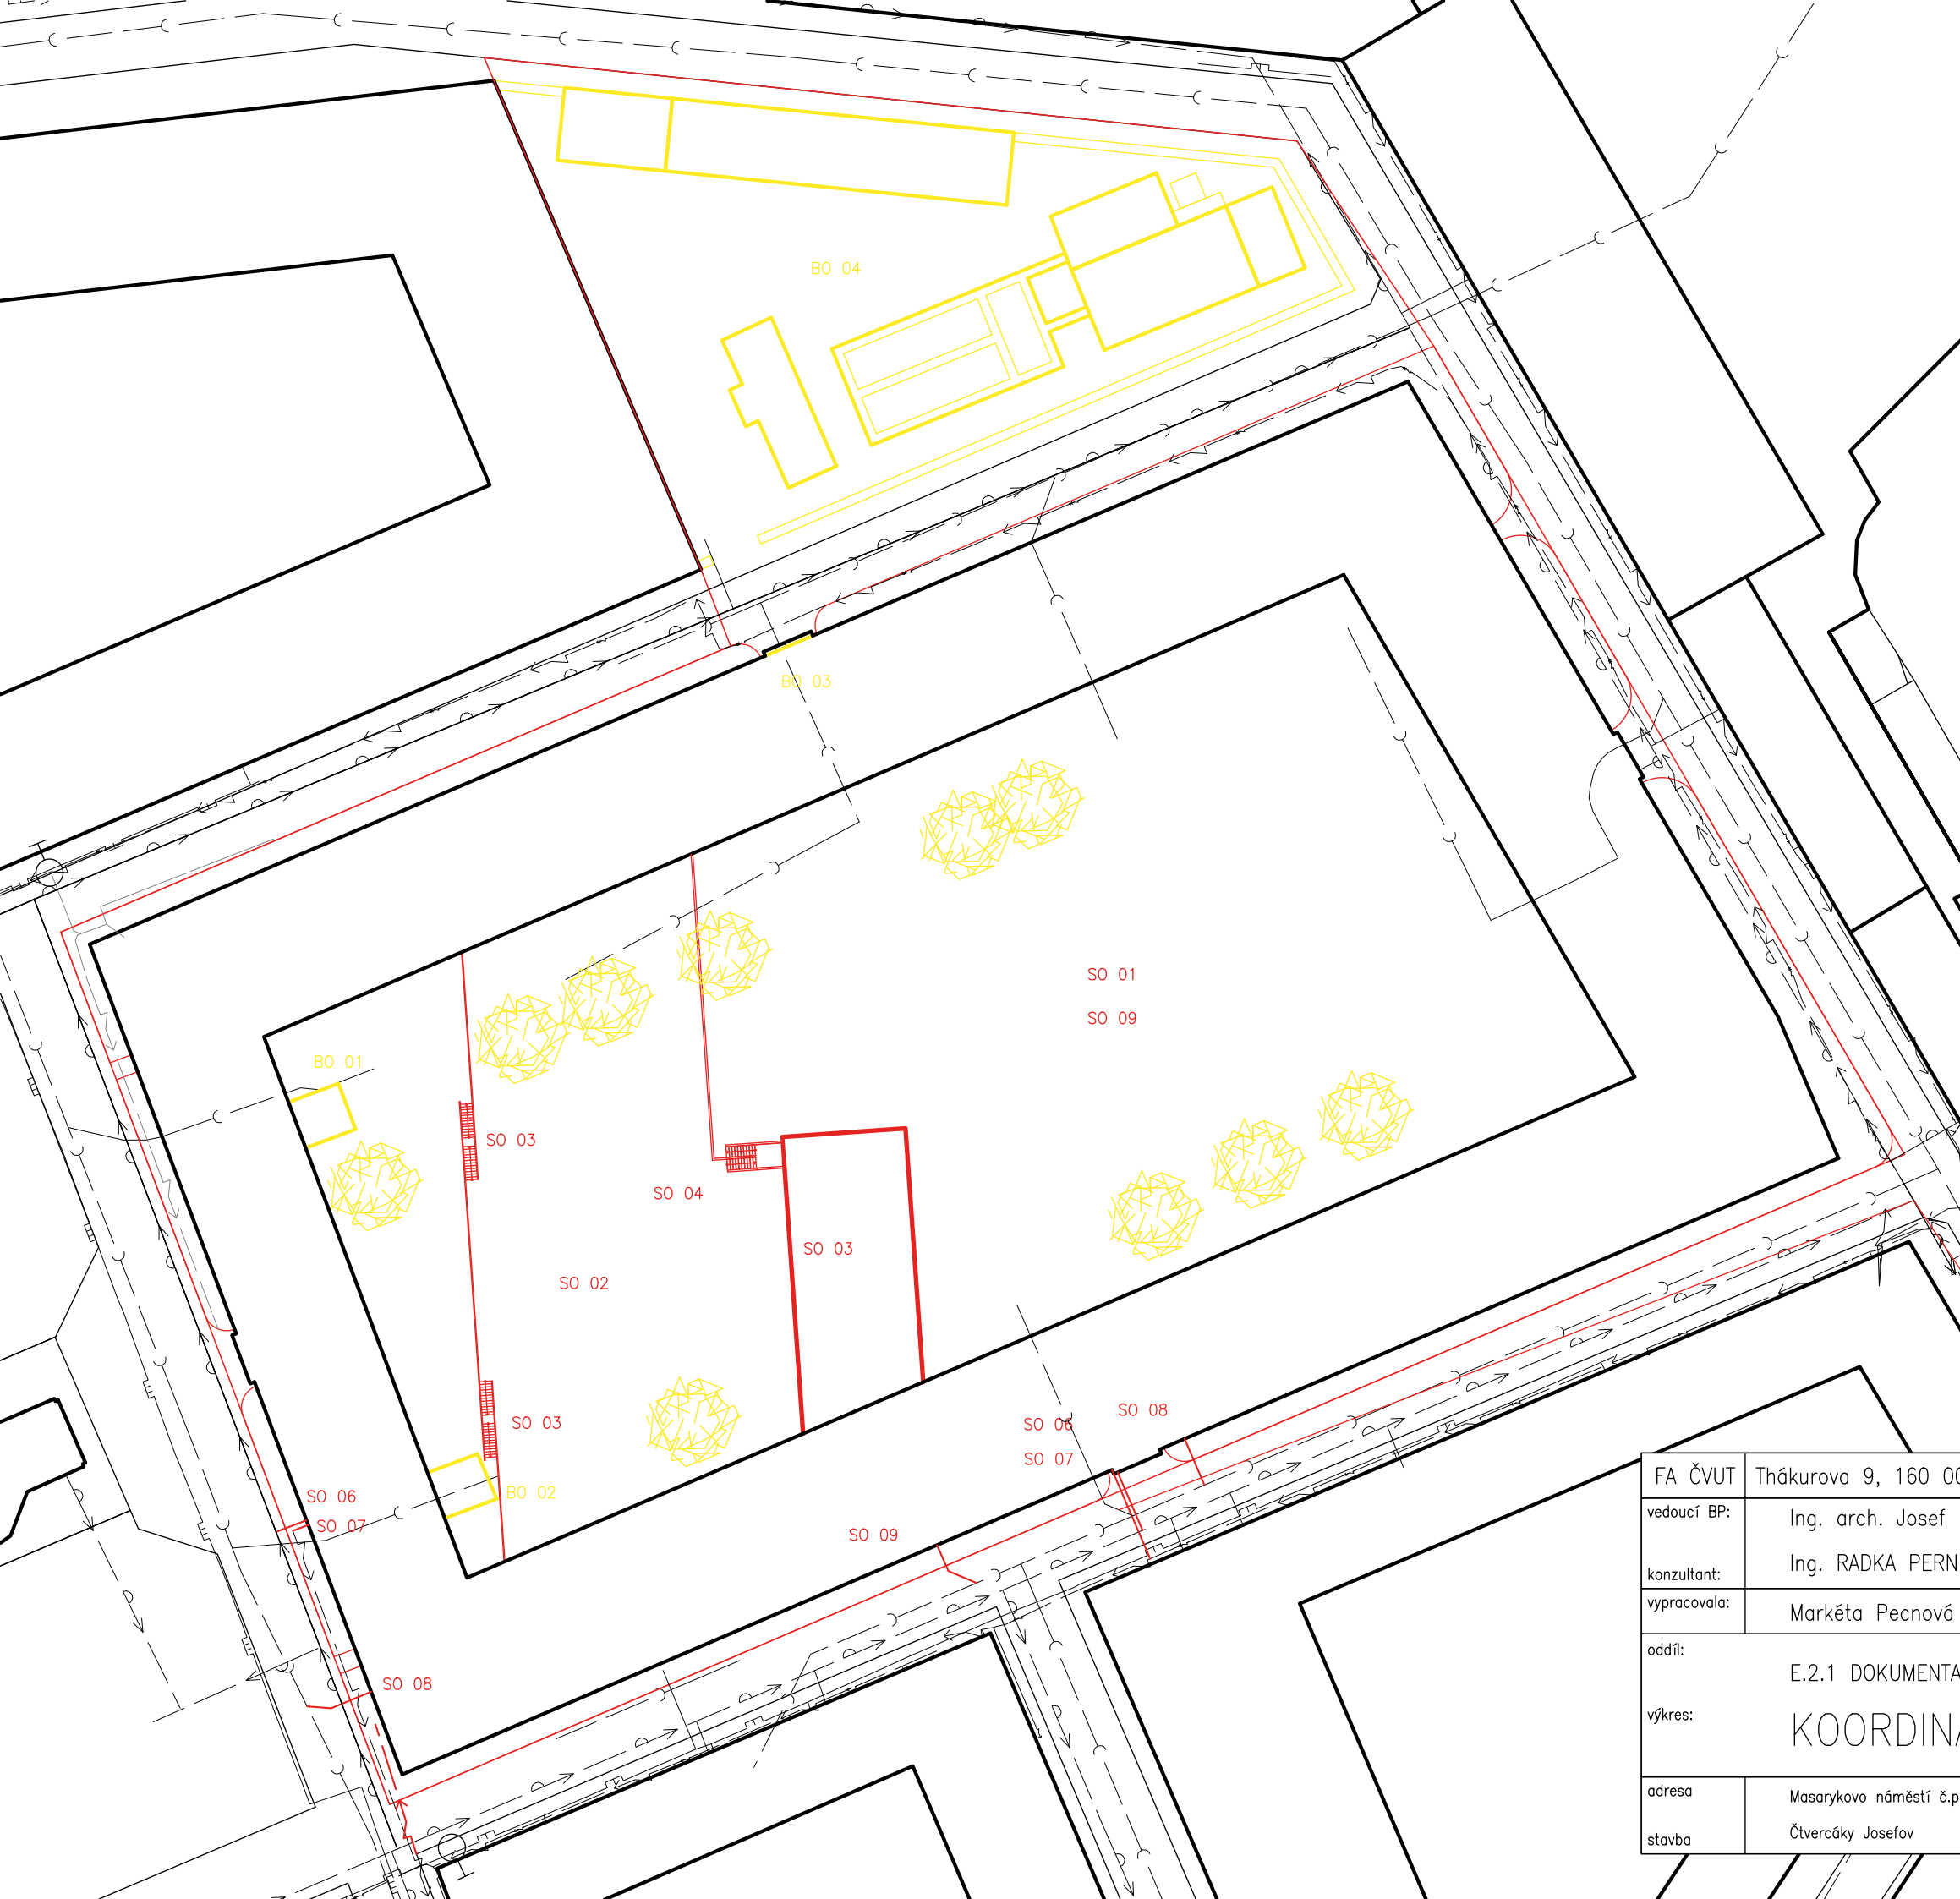 BO 04
BO 03
SO 01
SO 09
BO 01
SO 03
SO 04
SO 03
SO 02
SO 03
SO 06
SO 08
SO 07
BO 02
SO 06
SO 07
SO 09
SO 08
FA ČVUT Thákurova 9, 160 00
vedoucí BP: Ing. arch. Josef
konzultant: Ing. RADKA PERN
vypracovala: Markéta Pecnová
oddíl:
E.2.1 DOKUMENTA
výkres:
KOORDINA
adresa Masarykovo náměstí č.p
stavba Čtvercáky Josefov